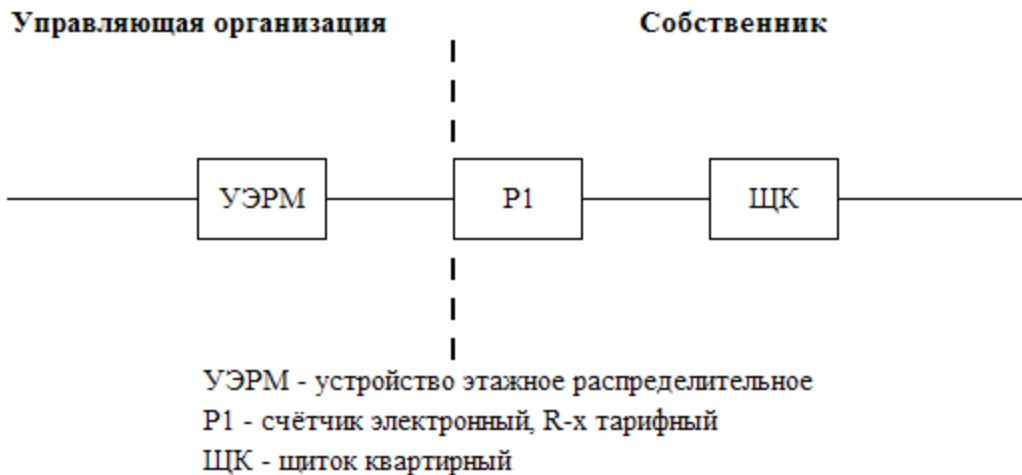 Управляющая организация
Собственник
УЭРМ
Р1
ЩК
УЭРМ - устройство этажное распределительное
Р1 - счётчик электронный, R-х тарифный
ЩК - щиток квартирный